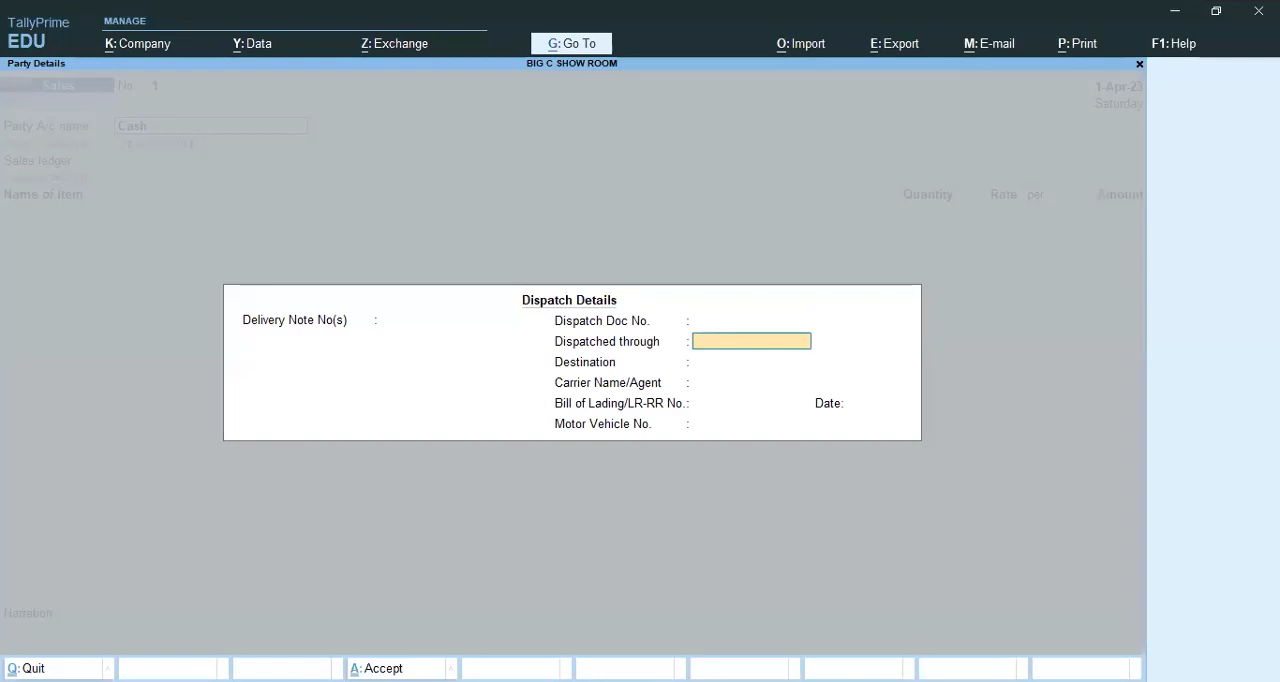 TallyPrime
EDU
MANAGE
K: Company
Y: Data
Z: Exchange
G: Go To
O: Import
E: Export
M: E-mail
P: Print
F1: Help
Party Details
BIG C SHOW ROOM
Sales
No. 1
1-Apr-23
Saturday
Party A/c name
Cash
Sales ledger
Name of Item
Quantity
Rate per
Amount
Dispatch Details
Delivery Note No(s) :
Dispatch Doc No. :
Dispatched through :
Destination :
Carrier Name/Agent :
Bill of Lading/LR-RR No. :
Date:
Motor Vehicle No. :
Narration
Q: Quit
A: Accept